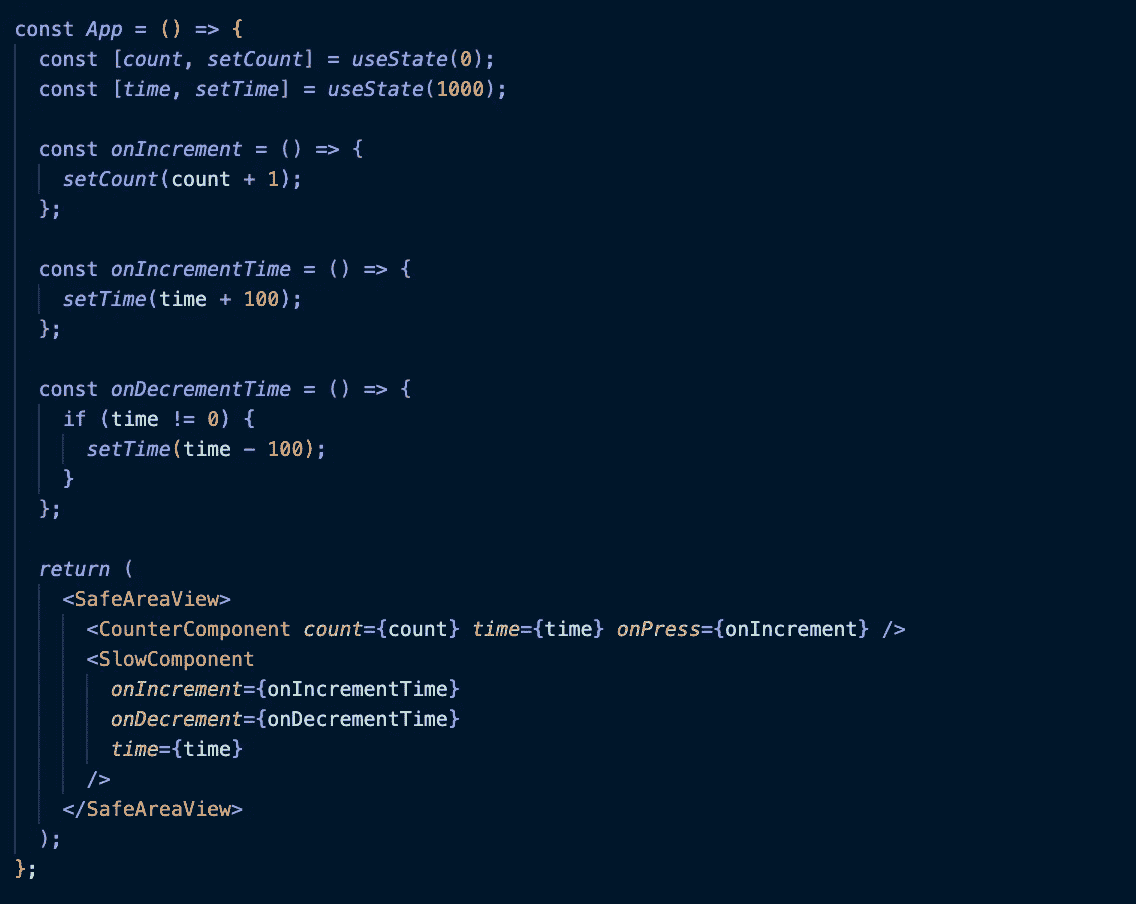 const App = () => {
  const [count, setCount] = useState(0);
  const [time, setTime] = useState(1000);

  const onIncrement = () => {
    setCount(count + 1);
  };

  const onIncrementTime = () => {
    setTime(time + 100);
  };

  const onDecrementTime = () => {
    if (time != 0) {
      setTime(time - 100);
    }
  };

  return (
    <SafeAreaView>
      <CounterComponent count={count} time={time} onPress={onIncrement} />
      <SlowComponent
        onIncrement={onIncrementTime}
        onDecrement={onDecrementTime}
        time={time}
      />
    </SafeAreaView>
  );
};